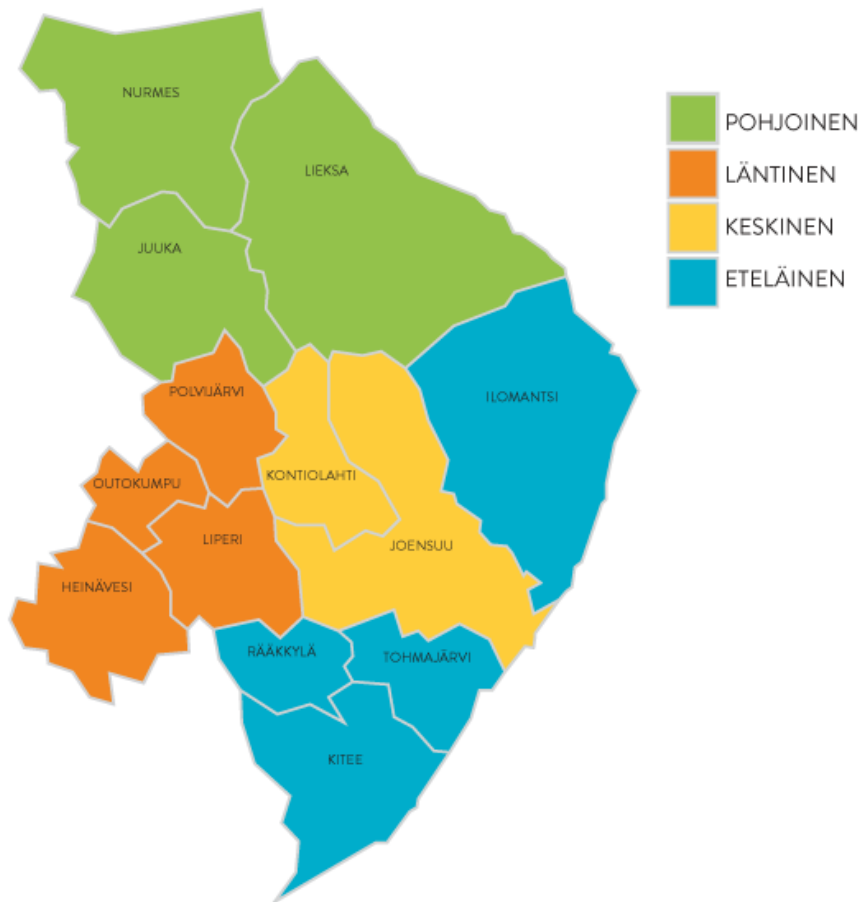 NURMES
LIEKSA
JUUKA
POLVIJÄRVI
ILOMANTSI
KONTIOLAHTI
OUTOKUMPU
LIPERI
JOENSUU
HEINÄVESI
RÄÄKKYLÄ
TOHMAJÄRVI
KITEE
POHJOINEN
LÄNTINEN
KESKINEN
ETELÄINEN